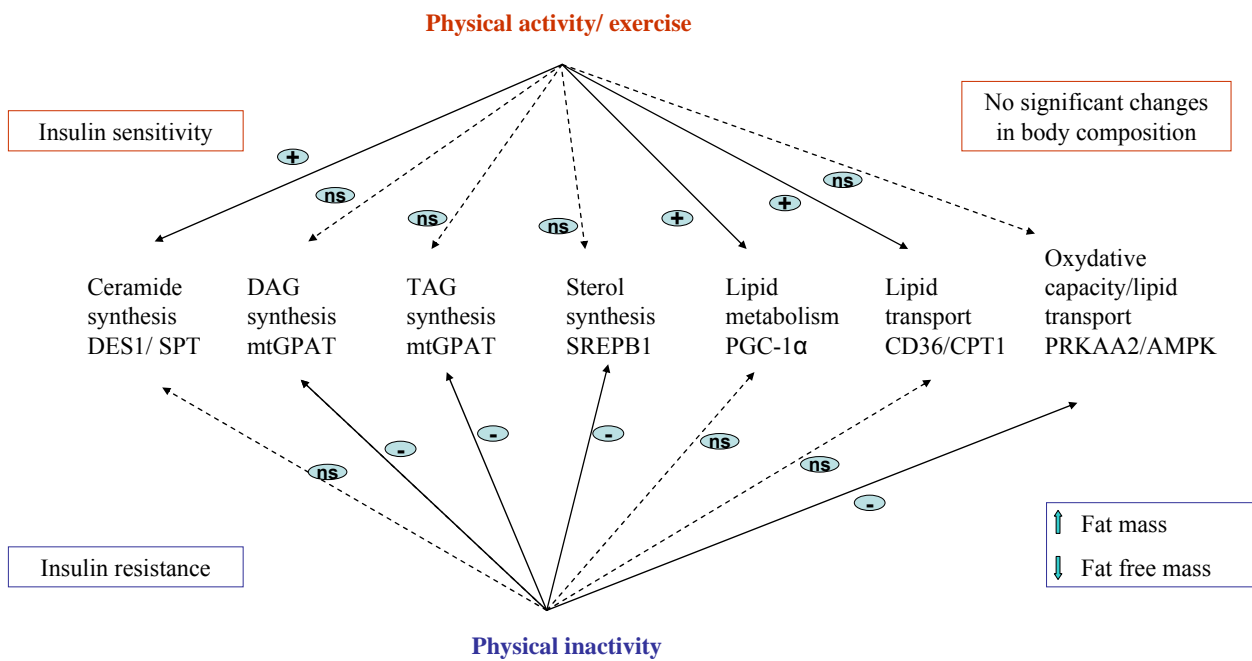 Physical activity/ exercise
Insulin sensitivity
No significant changes
in body composition
+
ns
ns
ns
+
+
ns
Ceramide
synthesis
DES1/ SPT
DAG
synthesis
mtGPAT
TAG
synthesis
mtGPAT
Sterol
synthesis
SREPB1
Lipid
metabolism
PGC-1α
Lipid
transport
CD36/CPT1
Oxydative
capacity/lipid
transport
PRKAA2/AMPK
ns
-
-
-
ns
ns
-
Insulin resistance
Fat mass
Fat free mass
Physical inactivity